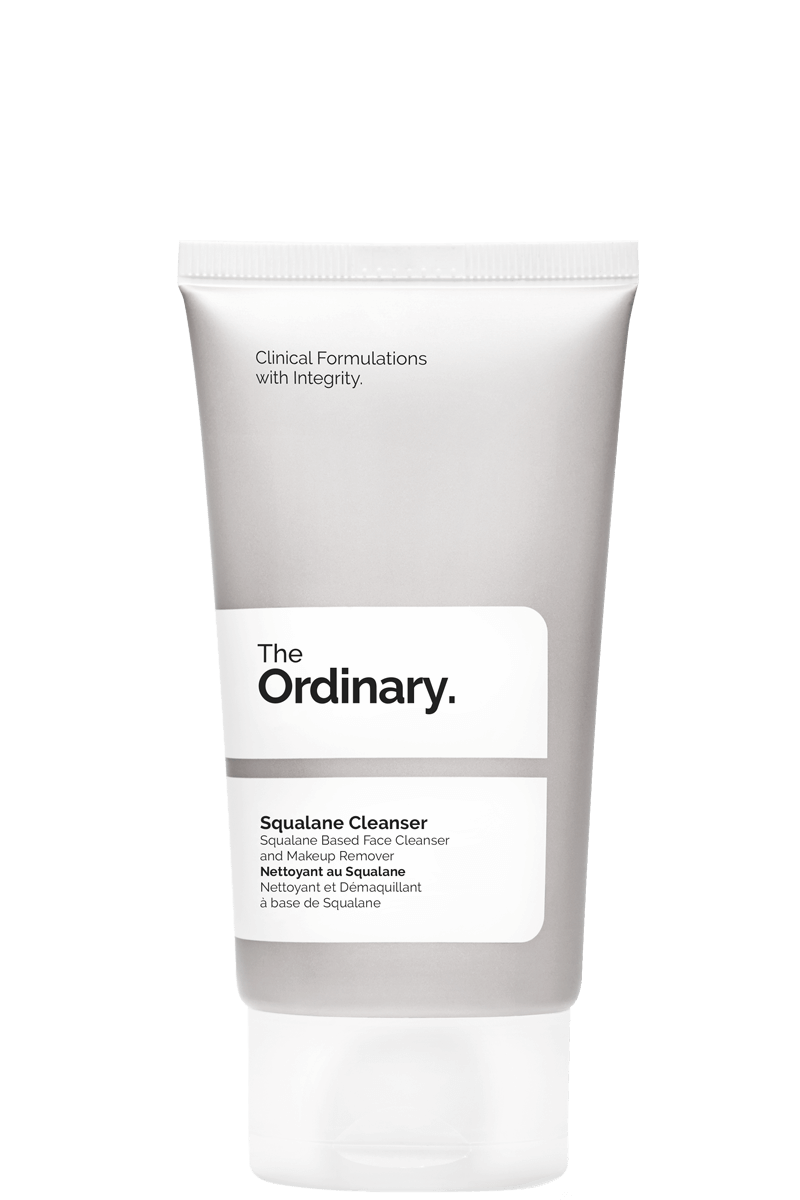 Clinical Formulations
with Integrity.
The
Ordinary.
Squalane Cleanser
Squalane Based Face Cleanser
and Makeup Remover
Nettoyant au Squalane
Nettoyant et Démaquillant
à base de Squalane